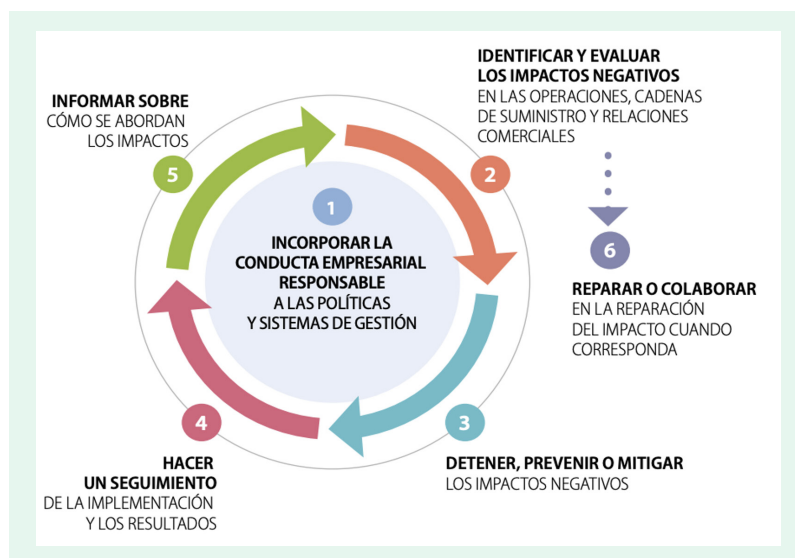 1
INCORPORAR LA
CONDUCTA EMPRESARIAL
RESPONSABLE
A LAS POLÍTICAS
Y SISTEMAS DE GESTIÓN
2
IDENTIFICAR Y EVALUAR
LOS IMPACTOS NEGATIVOS
EN LAS OPERACIONES, CADENAS
DE SUMINISTRO Y RELACIONES
COMERCIALES
3
DETENER, PREVENIR O MITIGAR
LOS IMPACTOS NEGATIVOS
4
HACER
UN SEGUIMIENTO
DE LA IMPLEMENTACIÓN
Y LOS RESULTADOS
5
INFORMAR SOBRE
CÓMO SE ABORDAN
LOS IMPACTOS
6
REPARAR O COLABORAR
EN LA REPARACIÓN
DEL IMPACTO CUANDO
CORRESPONDA